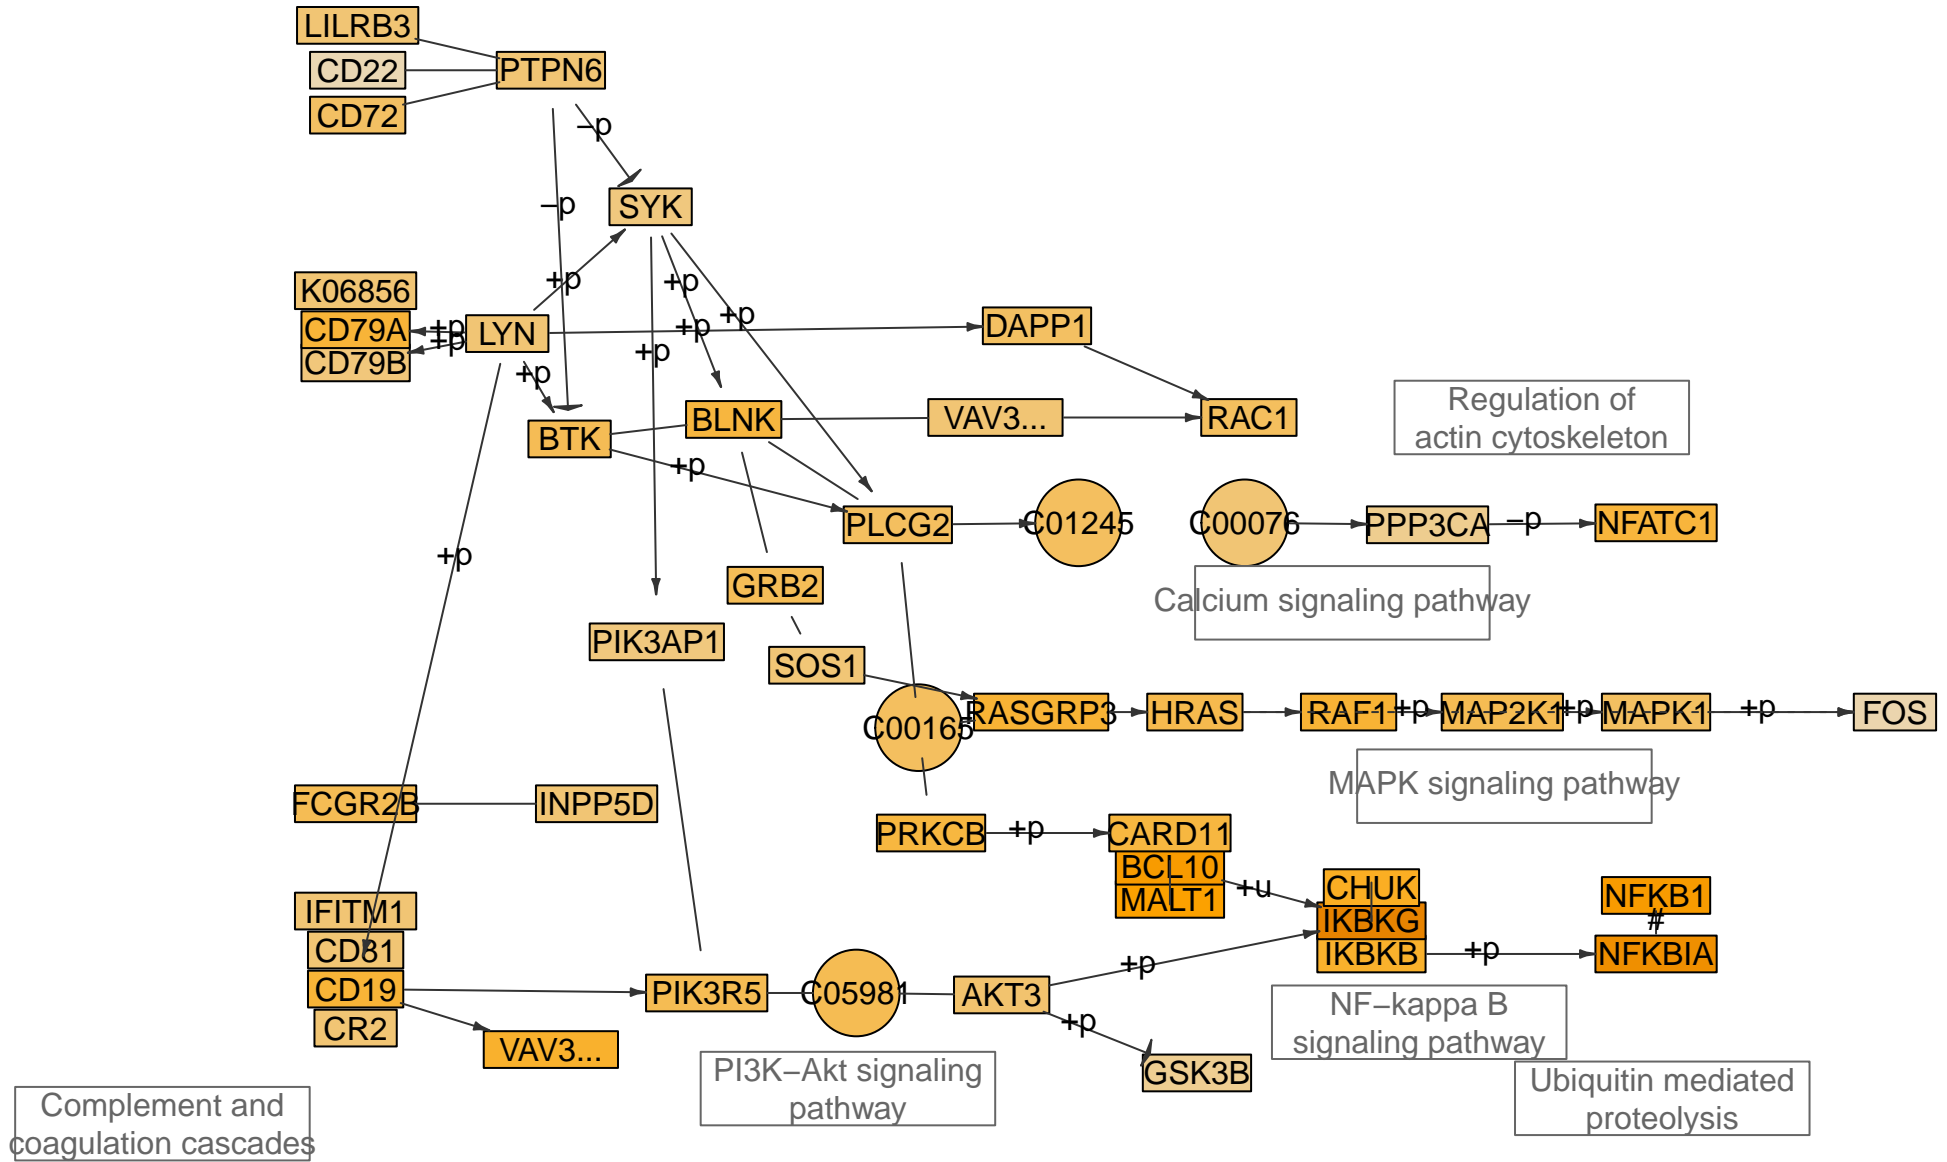 LILRB3
CD22
PTPN6
CD72
−p
SYK
−p
+p
+p
K06856
CD79A
+p
LYN
+p
+p
DAPP1
CD79B
+p
+p
+p
BTK
BLNK
VAV3...
RAC1
Regulation of
actin cytoskeleton
+p
PLCG2
C01245
C00076
PPP3CA
−p
NFATC1
+p
GRB2
Calcium signaling pathway
PIK3AP1
SOS1
C00165
RASGRP3
HRAS
RAF1
+p
MAP2K1
+p
MAPK1
+p
FOS
MAPK signaling pathway
FCGR2B
INPP5D
PRKCB
+p
CARD11
BCL10
MALT1
+u
CHUK
IKBKG
IKBKB
+p
NFKB1
#
NFKBIA
IFITM1
CD81
CD19
CR2
VAV3...
PIK3R5
C05981
AKT3
+p
+p
GSK3B
NF−kappa B
signaling pathway
PI3K−Akt signaling
pathway
Ubiquitin mediated
proteolysis
Complement and
coagulation cascades